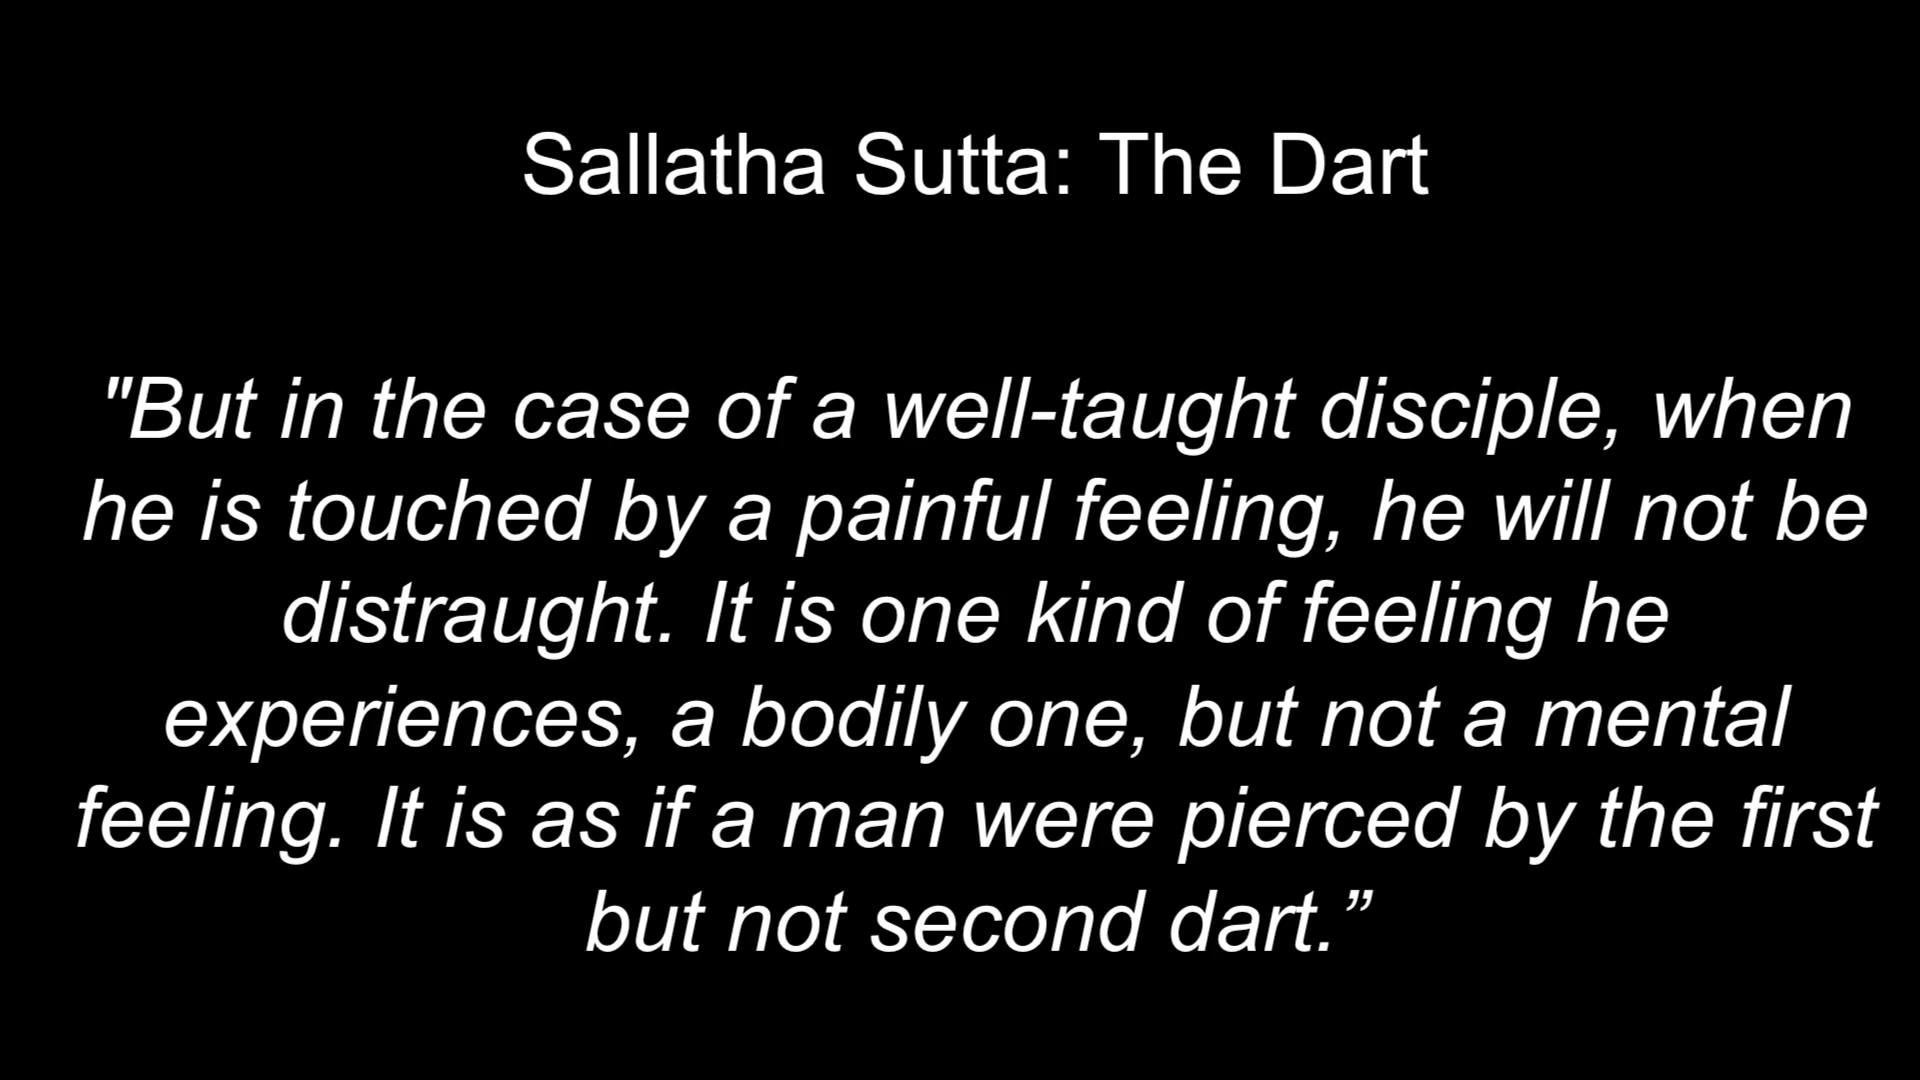 Sallatha Sutta: The Dart
"But in the case of a well-taught disciple, when
he is touched by a painful feeling, he will not be
distraught. It is one kind of feeling he
experiences, a bodily one, but not a mental
feeling. It is as if a man were pierced by the first
but not second dart.”